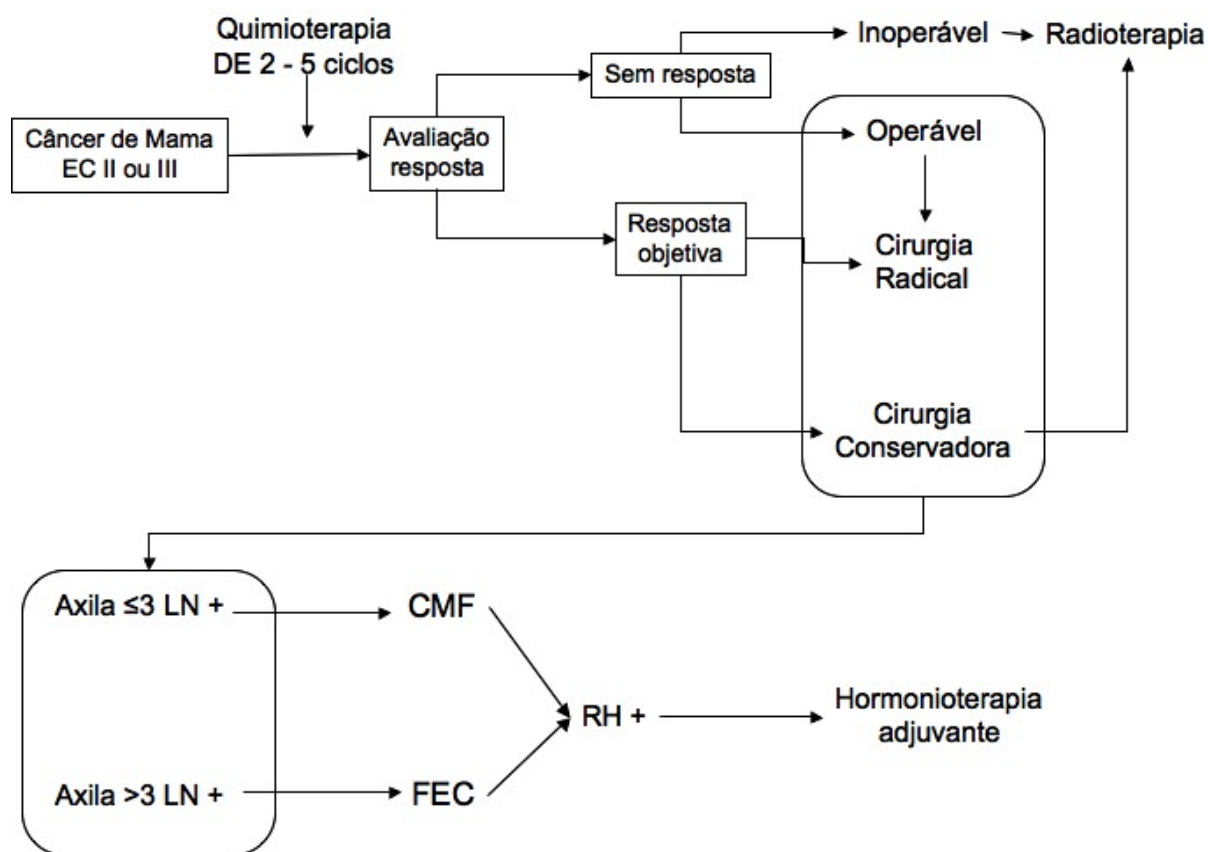 Quimioterapia
DE 2 - 5 ciclos
Inoperável
Radioterapia
Sem resposta
Câncer de Mama
EC II ou III
Avaliação
resposta
Operável
Resposta
objetiva
Cirurgia
Radical
Cirurgia
Conservadora
Axila ≤3 LN +
CMF
RH +
Hormonioterapia
adjuvante
Axila >3 LN +
FEC